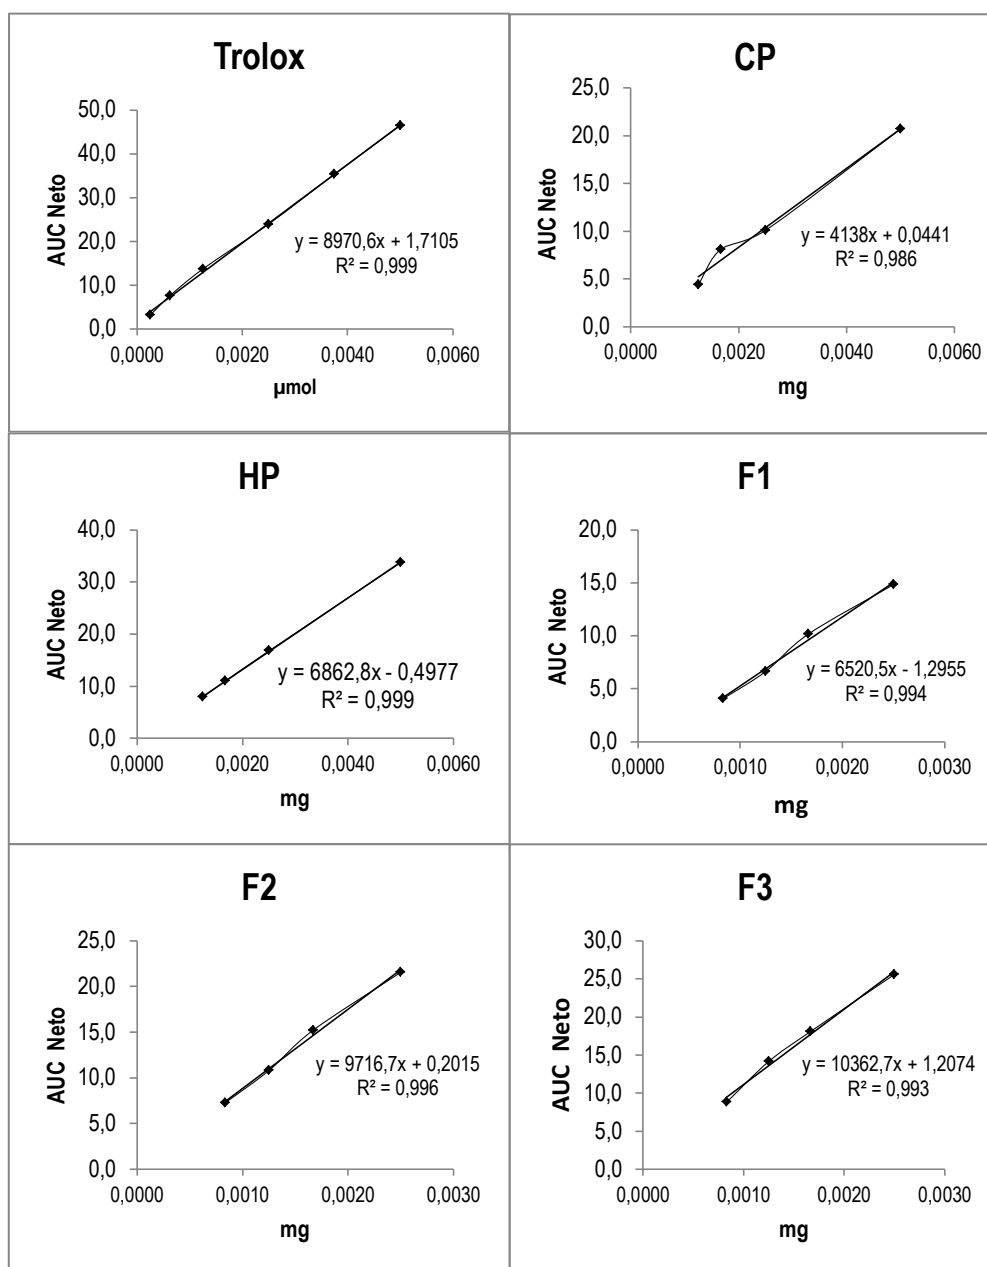 Trolox
50,0
40,0
30,0
20,0
10,0
0,0
AUC Neto
y = 8970,6x + 1,7105
R² = 0,999
0,0000 0,0020 0,0040 0,0060
µmol
CP
25,0
20,0
15,0
10,0
5,0
0,0
AUC Neto
y = 4138x + 0,0441
R² = 0,986
0,0000 0,0020 0,0040 0,0060
mg
HP
40,0
30,0
20,0
10,0
0,0
AUC Neto
y = 6862,8x - 0,4977
R² = 0,999
0,0000 0,0020 0,0040 0,0060
mg
F1
20,0
15,0
10,0
5,0
0,0
AUC Neto
y = 6520,5x - 1,2955
R² = 0,994
0,0000 0,0010 0,0020 0,0030
mg
F2
25,0
20,0
15,0
10,0
5,0
0,0
AUC Neto
y = 9716,7x + 0,2015
R² = 0,996
0,0000 0,0010 0,0020 0,0030
mg
F3
30,0
25,0
20,0
15,0
10,0
5,0
0,0
AUC Neto
y = 10362,7x + 1,2074
R² = 0,993
0,0000 0,0010 0,0020 0,0030
mg